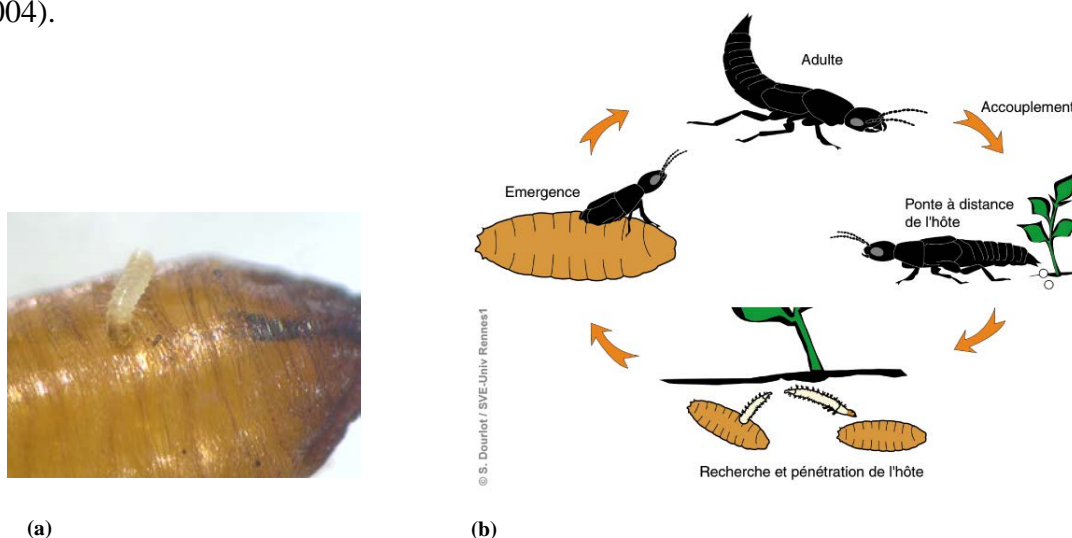 004).
Adulte
Accouplement
Emergence
Ponte à distance
de l'hôte
© S. Dourlot / SVE-Univ Rennes1
Recherche et pénétration de l'hôte
(a)
(b)